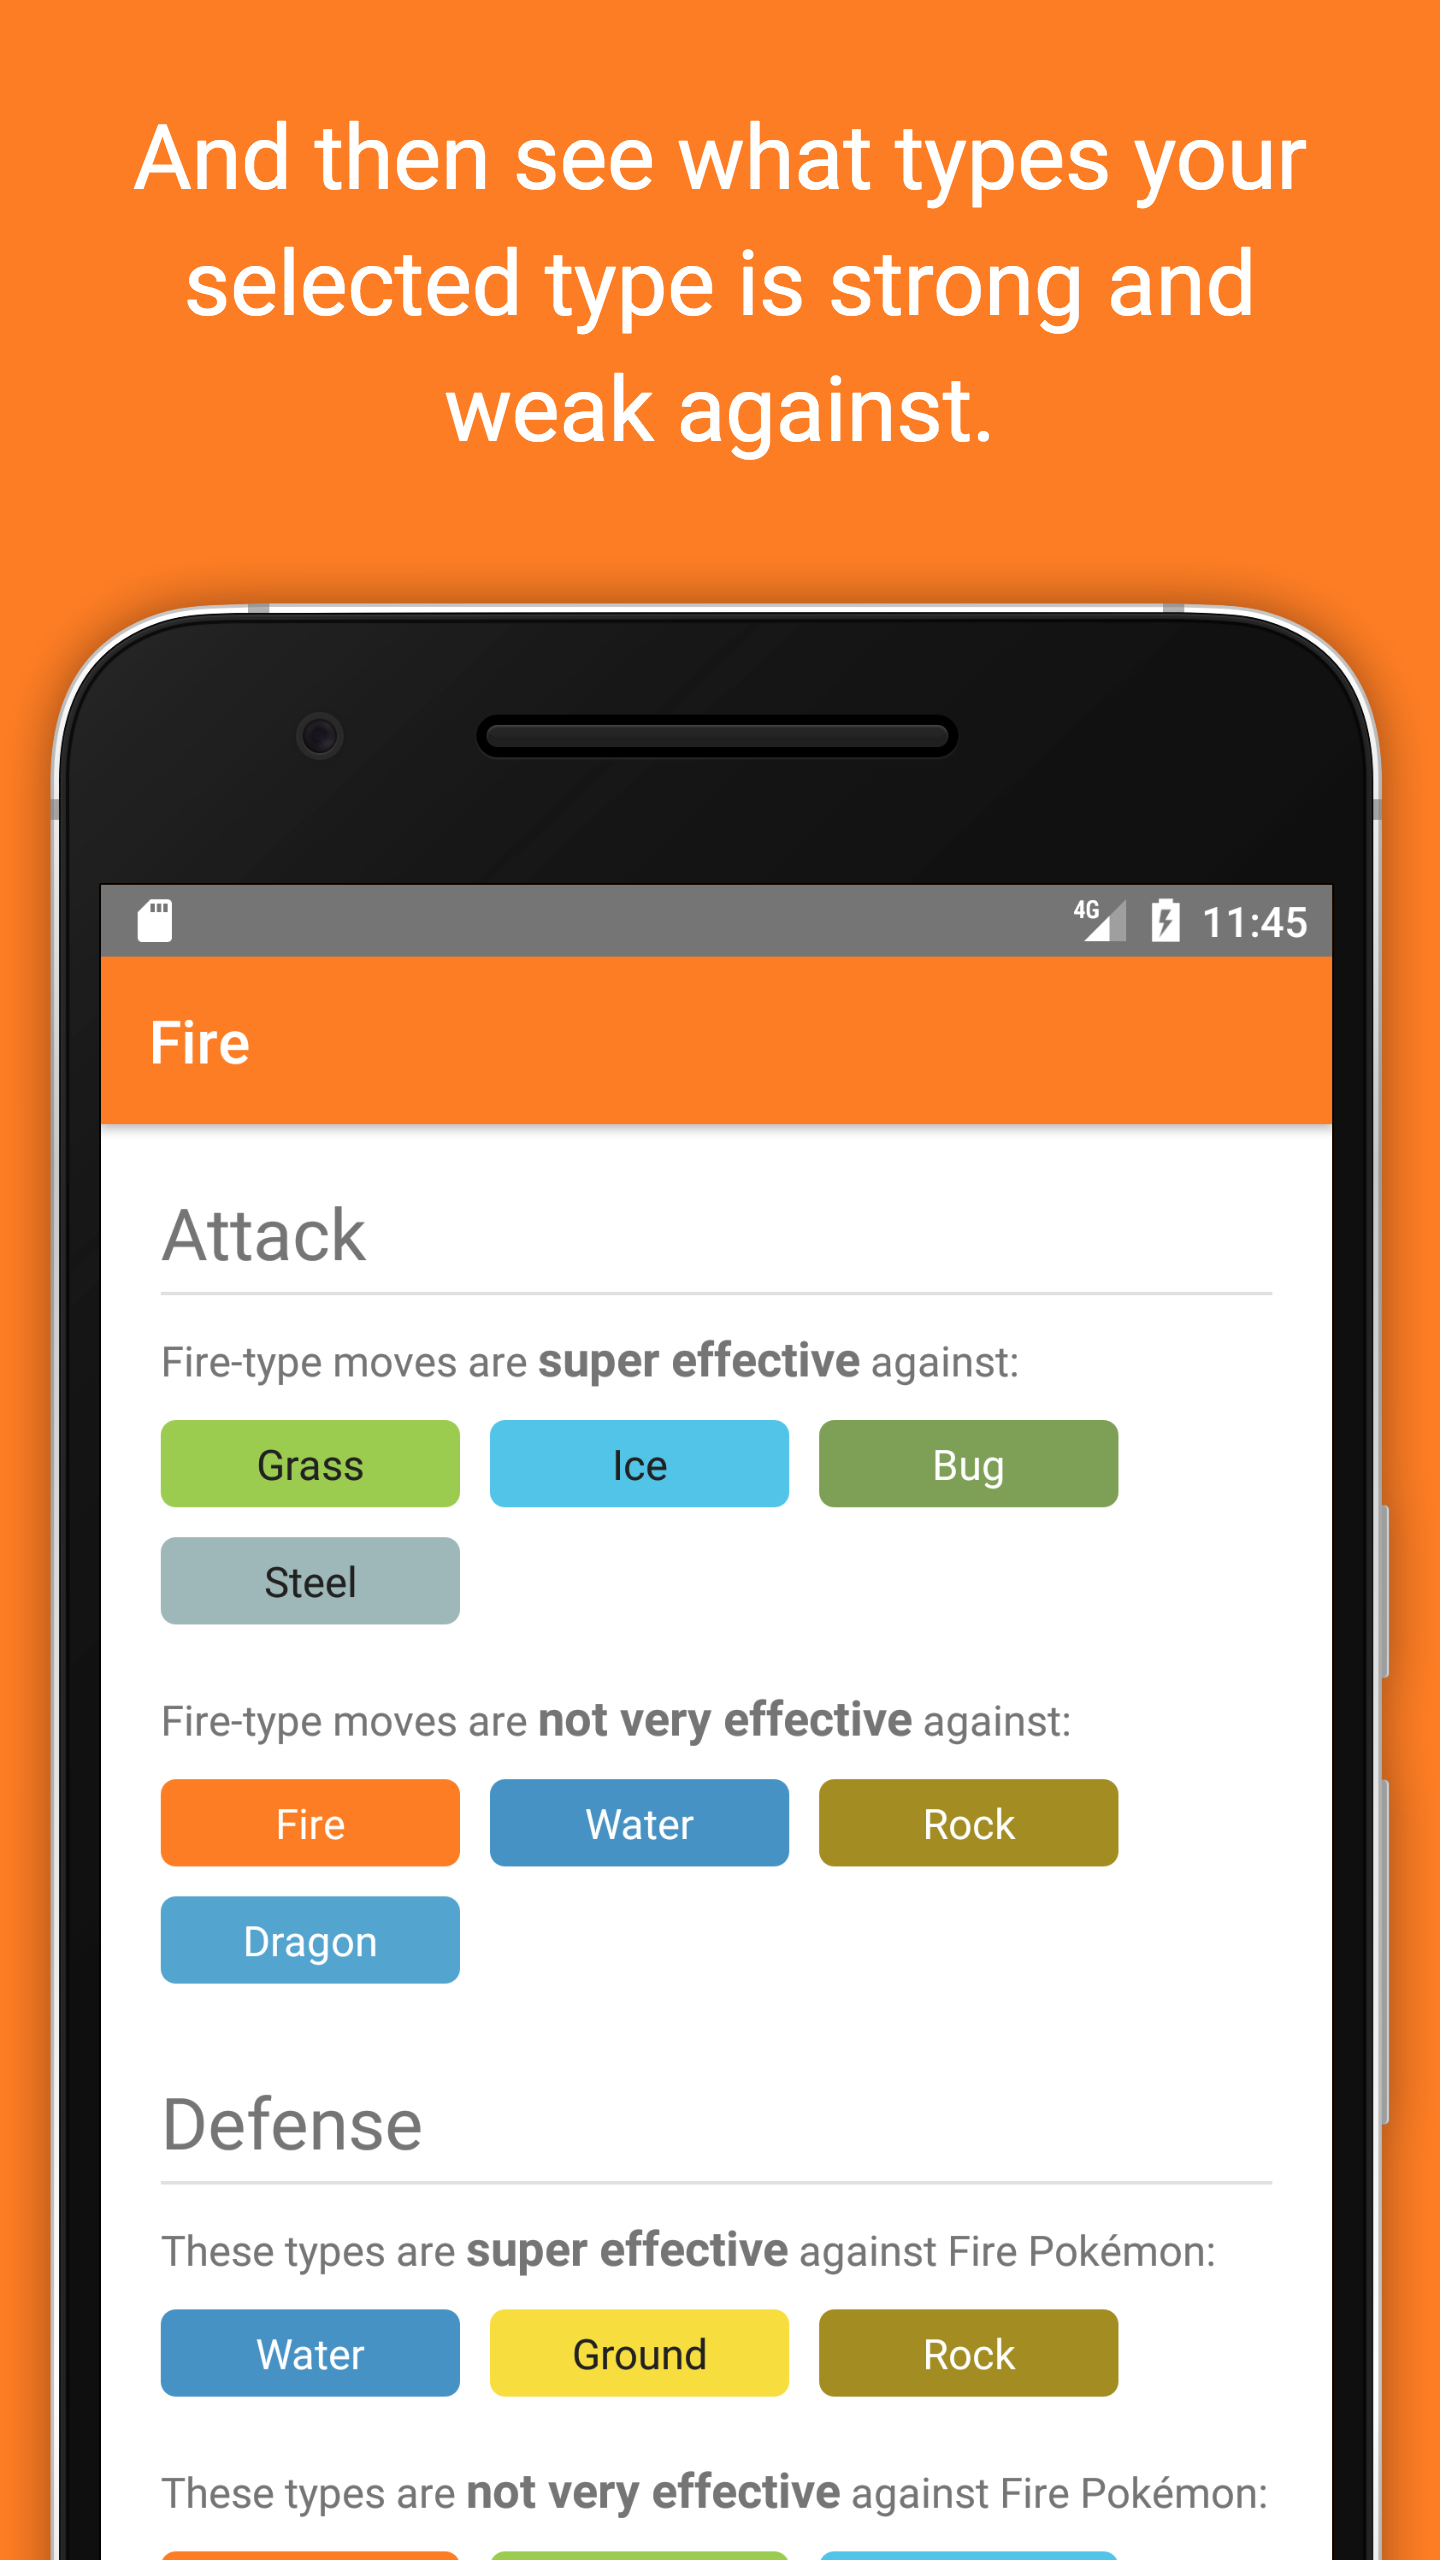 And then see what types your
selected type is strong and
weak against.
4G 11:45
Fire
Attack
Fire-type moves are super effective against:
Grass Ice Bug
Steel
Fire-type moves are not very effective against:
Fire Water Rock
Dragon
Defense
These types are super effective against Fire Pokémon:
Water Ground Rock
These types are not very effective against Fire Pokémon: